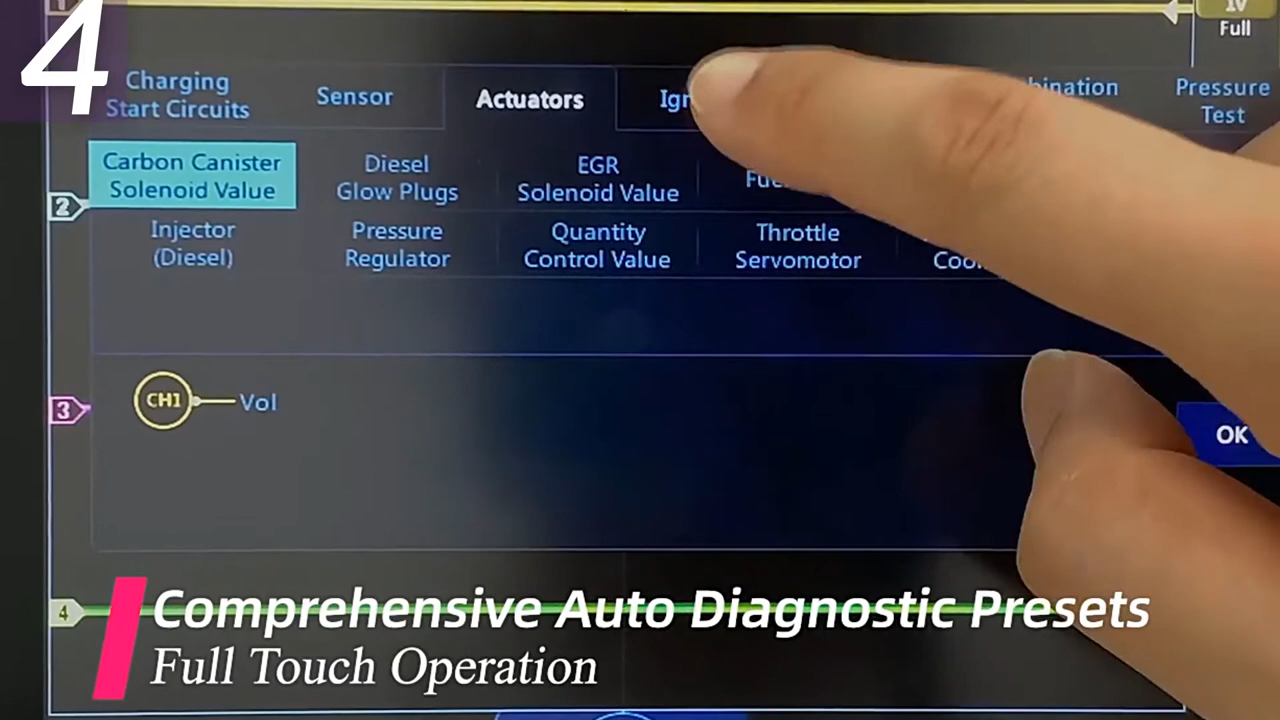 4
1
1V
Full
Charging
Start Circuits
Sensor
Actuators
Pressure
Test
Carbon Canister
Solenoid Value
Diesel
Glow Plugs
EGR
Solenoid Value
2
Injector
(Diesel)
Pressure
Regulator
Quantity
Control Value
Throttle
Servomotor
3
CH1
Vol
OK
4
Comprehensive Auto Diagnostic Presets
Full Touch Operation